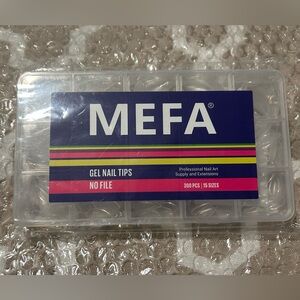 MEFA®
GEL NAIL TIPS
NO FILE
Professional Nail Art
Supply and Extensions
300 PCS | 15 SIZES